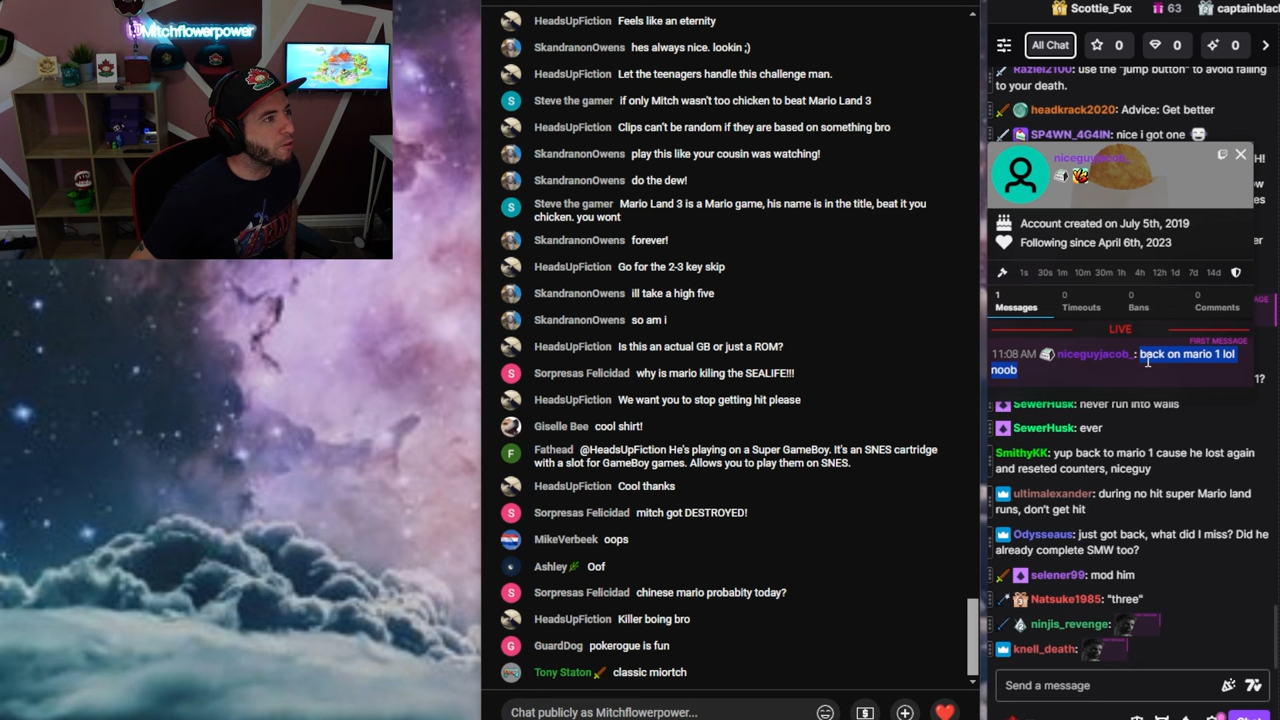 Mitchflowerpower
HeadsUpFiction Feels like an eternity
SkandranonOwens hes always nice. lookin ;)
HeadsUpFiction Let the teenagers handle this challenge man.
S Steve the gamer if only Mitch wasn't too chicken to beat Mario Land 3
HeadsUpFiction Clips can't be random if they are based on something bro
SkandranonOwens play this like your cousin was watching!
SkandranonOwens do the dew!
S Steve the gamer Mario Land 3 is a Mario game, his name is in the title, beat it you
chicken. you wont
SkandranonOwens forever!
HeadsUpFiction Go for the 2-3 key skip
SkandranonOwens ill take a high five
SkandranonOwens so am i
HeadsUpFiction Is this an actual GB or just a ROM?
S Sorpresas Felicidad why is mario kiling the SEALIFE!!!
HeadsUpFiction We want you to stop getting hit please
Giselle Bee cool shirt!
F Fathead @HeadsUpFiction He's playing on a Super GameBoy. It's an SNES cartridge
with a slot for GameBoy games. Allows you to play them on SNES.
HeadsUpFiction Cool thanks
S Sorpresas Felicidad mitch got DESTROYED!
MikeVerbeek oops
Ashley Oof
S Sorpresas Felicidad chinese mario probabity today?
HeadsUpFiction Killer being bro
G GuardDog pokerogue is fun
Tony Staton classic miortch
Chat publicly as Mitchflowerpower...
Scottie_Fox 63 captainblac
All Chat 0 0 0
Raziel2100: use the "jump button" to avoid falling
to your death.
headkrack2020: Advice: Get better
SP4WN_4G4IN: nice i got one
niceguyjacob_
Account created on July 5th, 2019
Following since April 6th, 2023
1s 30s 1m 10m 30m 1h 4h 12h 1d 7d 14d
1 0 0 0
Messages Timeouts Bans Comments
LIVE
FIRST MESSAGE
11:08 AM niceguyjacob_: back on mario 1 lol
noob
SewerHusk: never run into walls
SewerHusk: ever
SmithyKK: yup back to mario 1 cause he lost again
and reseted counters, niceguy
ultimalexander: during no hit super Mario land
runs, don't get hit
Odysseaus: just got back, what did I miss? Did he
already complete SMW too?
selener99: mod him
Natsuke1985: "three"
ninjis_revenge:
knell_death:
Send a message